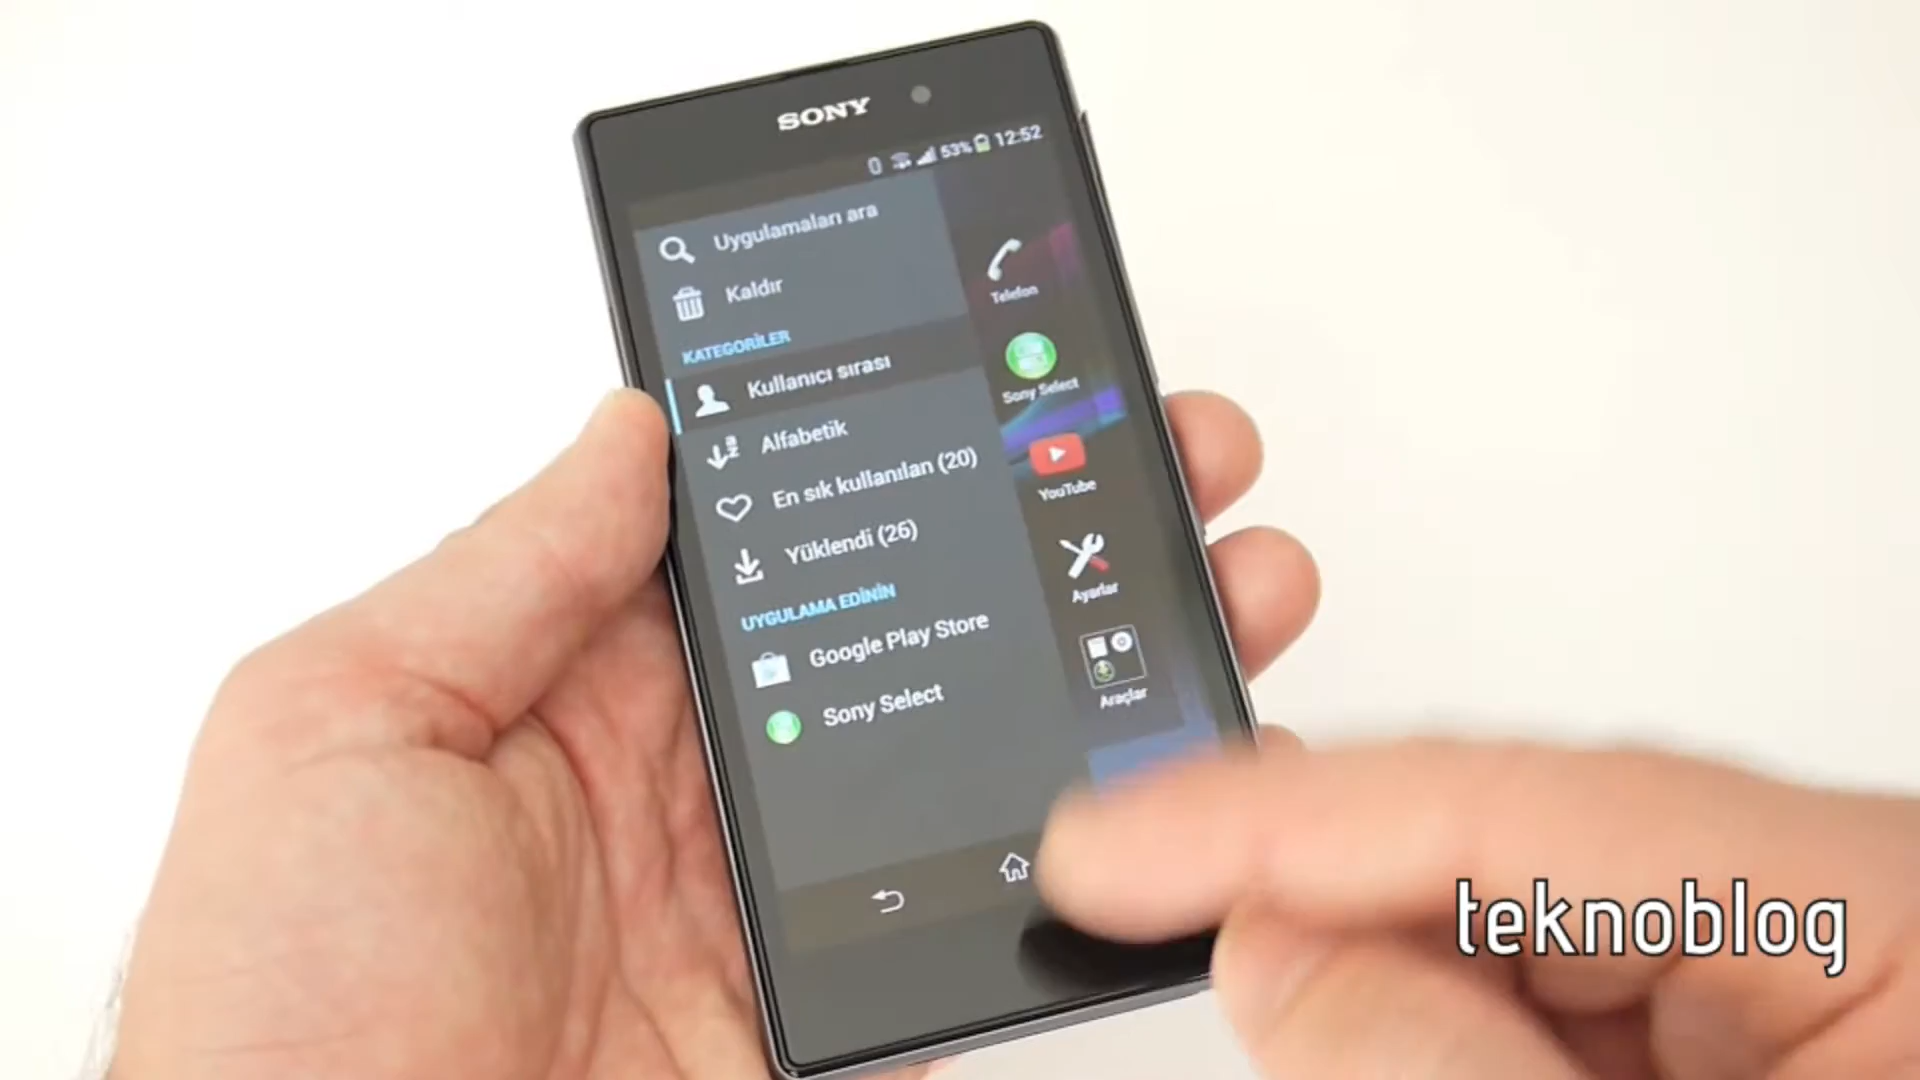 SONY
53% 12:52
Uygulamaları ara
Kaldır
KATEGORİLER
Kullanıcı sırası
Alfabetik
En sık kullanılan (20)
Yüklendi (26)
UYGULAMA EDİNİN
Google Play Store
Sony Select
Telefon
Sony Select
YouTube
Ayarlar
Araçlar
teknoblog